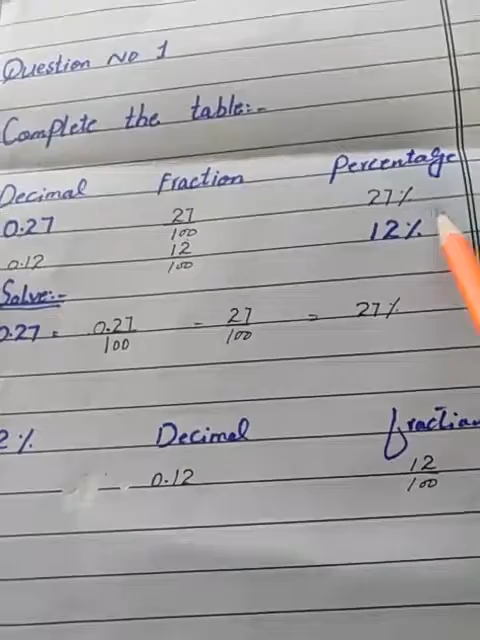 Question No 1
Complete the table:-
Decimal Fraction Percentage
0.27 27/100 27%
0.12 12/100 12%
Solve:-
0.27 = 0.27/100 = 27/100 = 27%
2% Decimal fraction
0.12 12/100